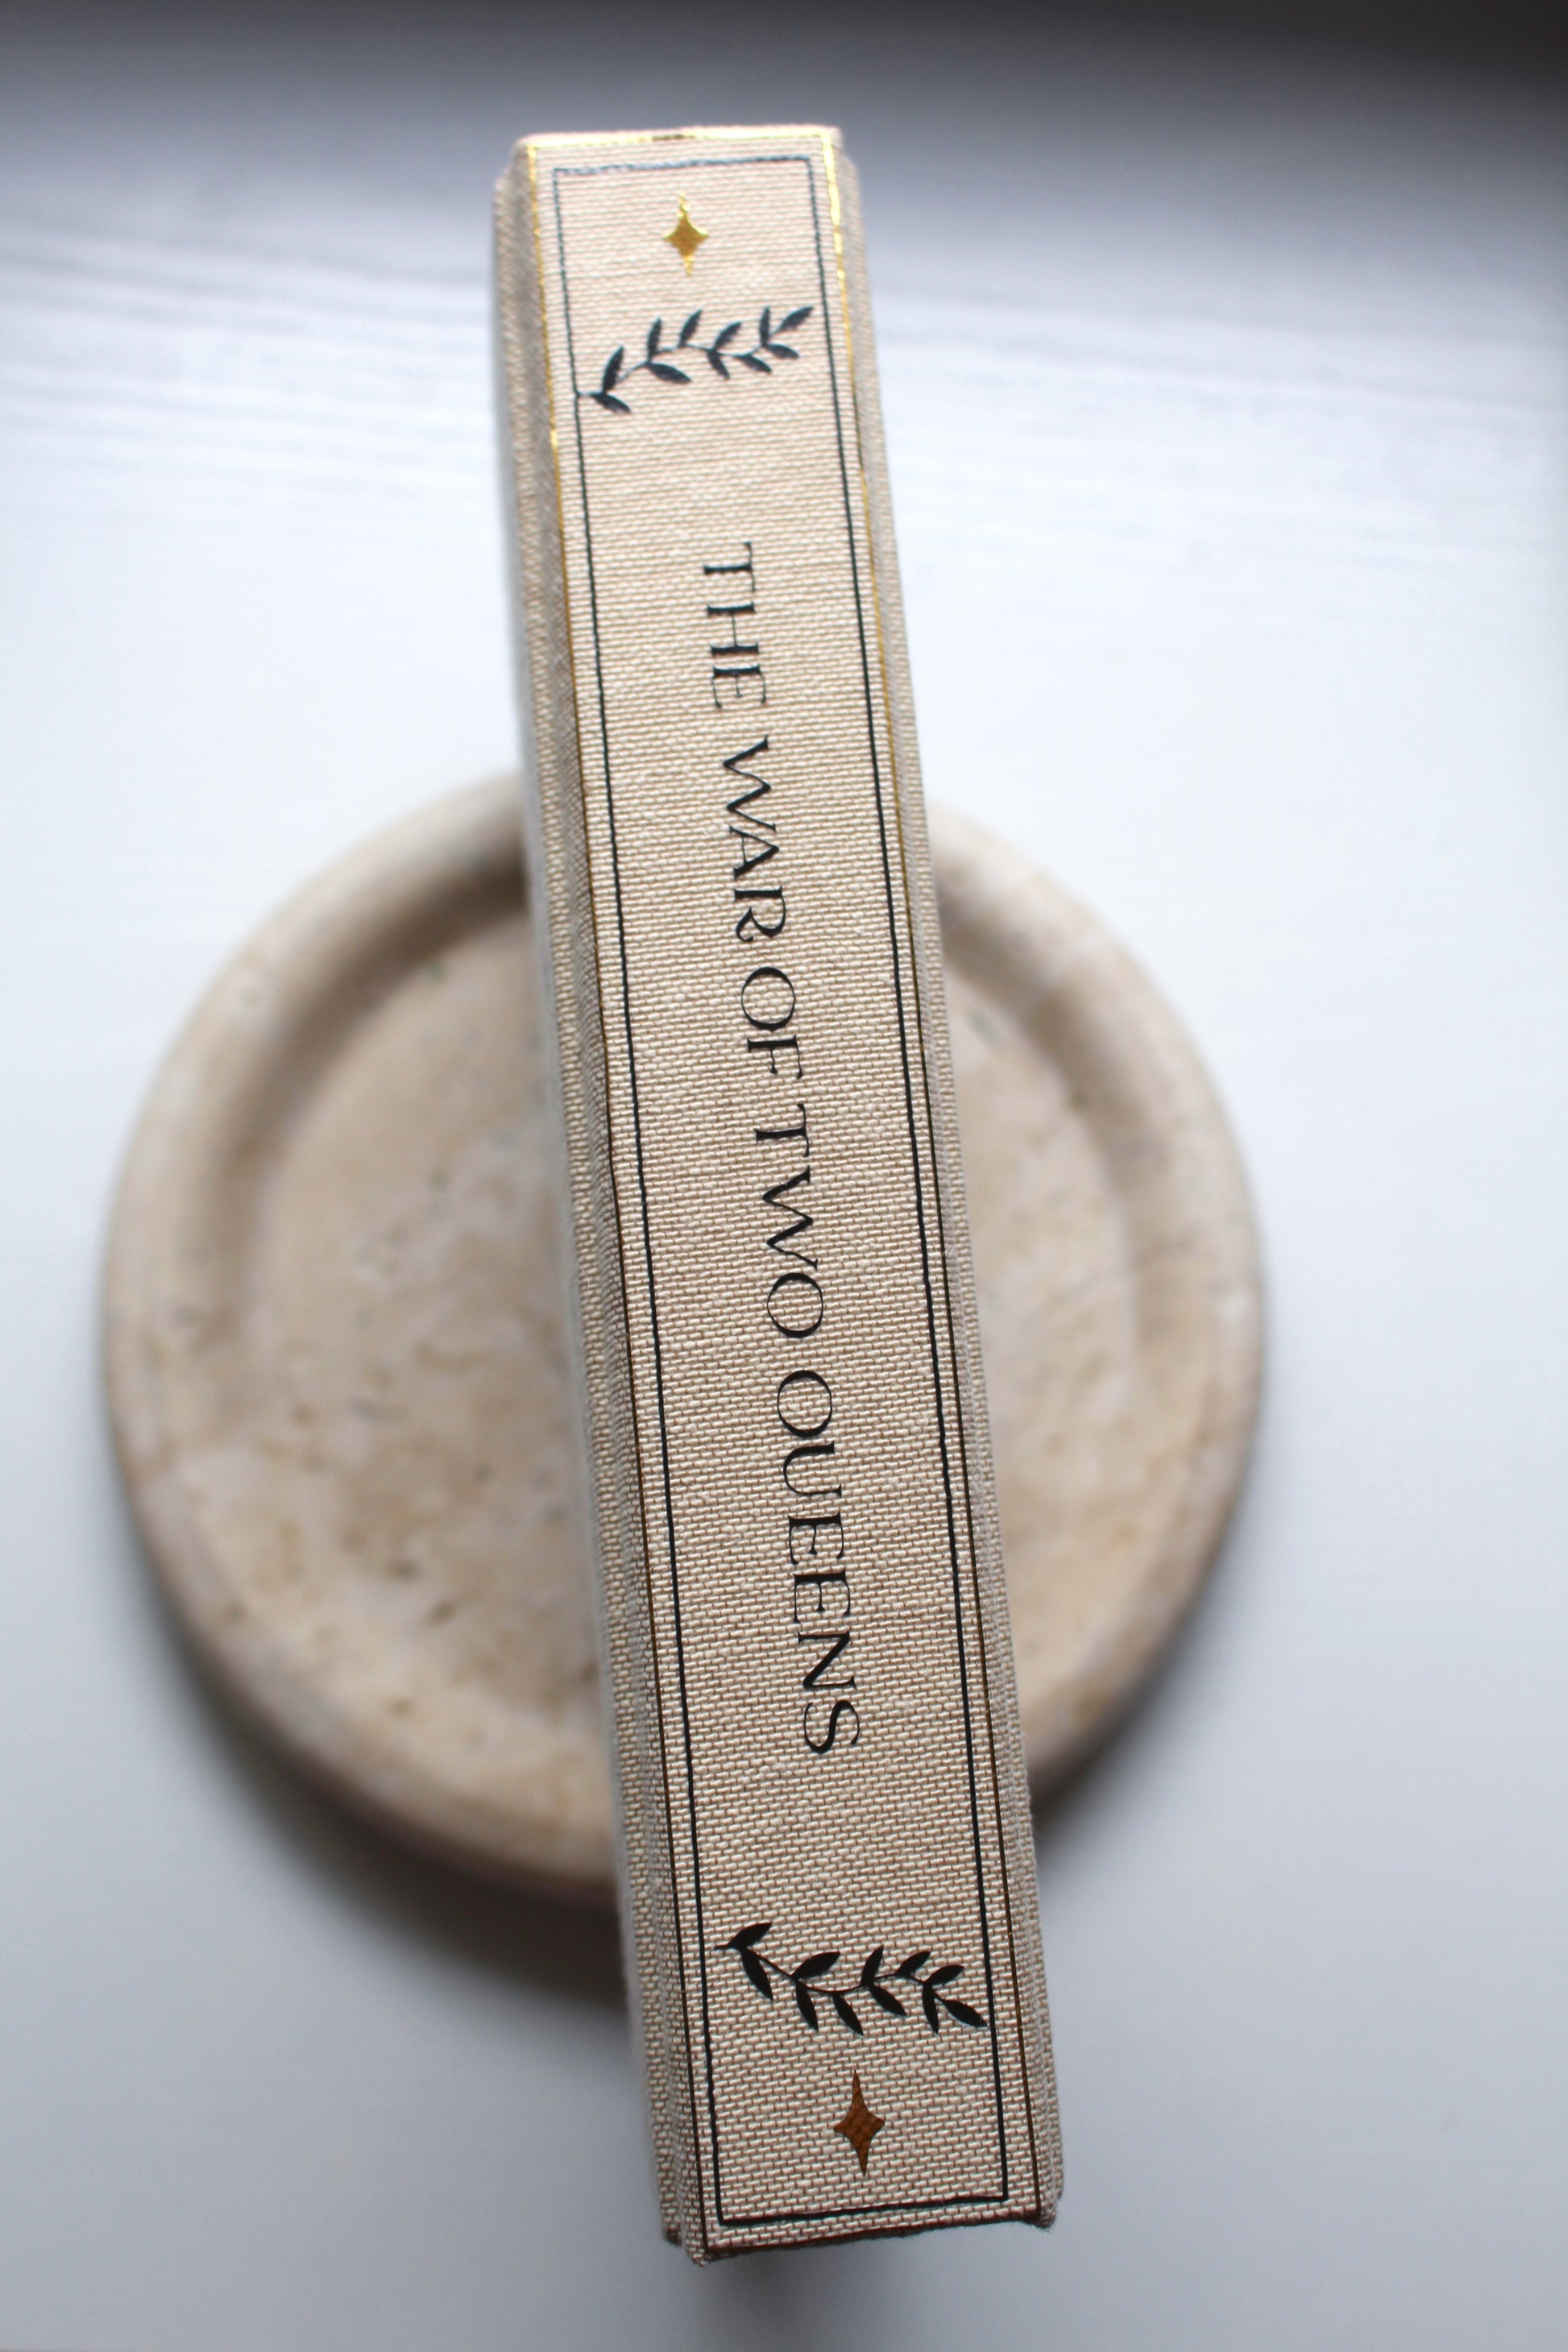 THE WAR OF TWO QUEENS